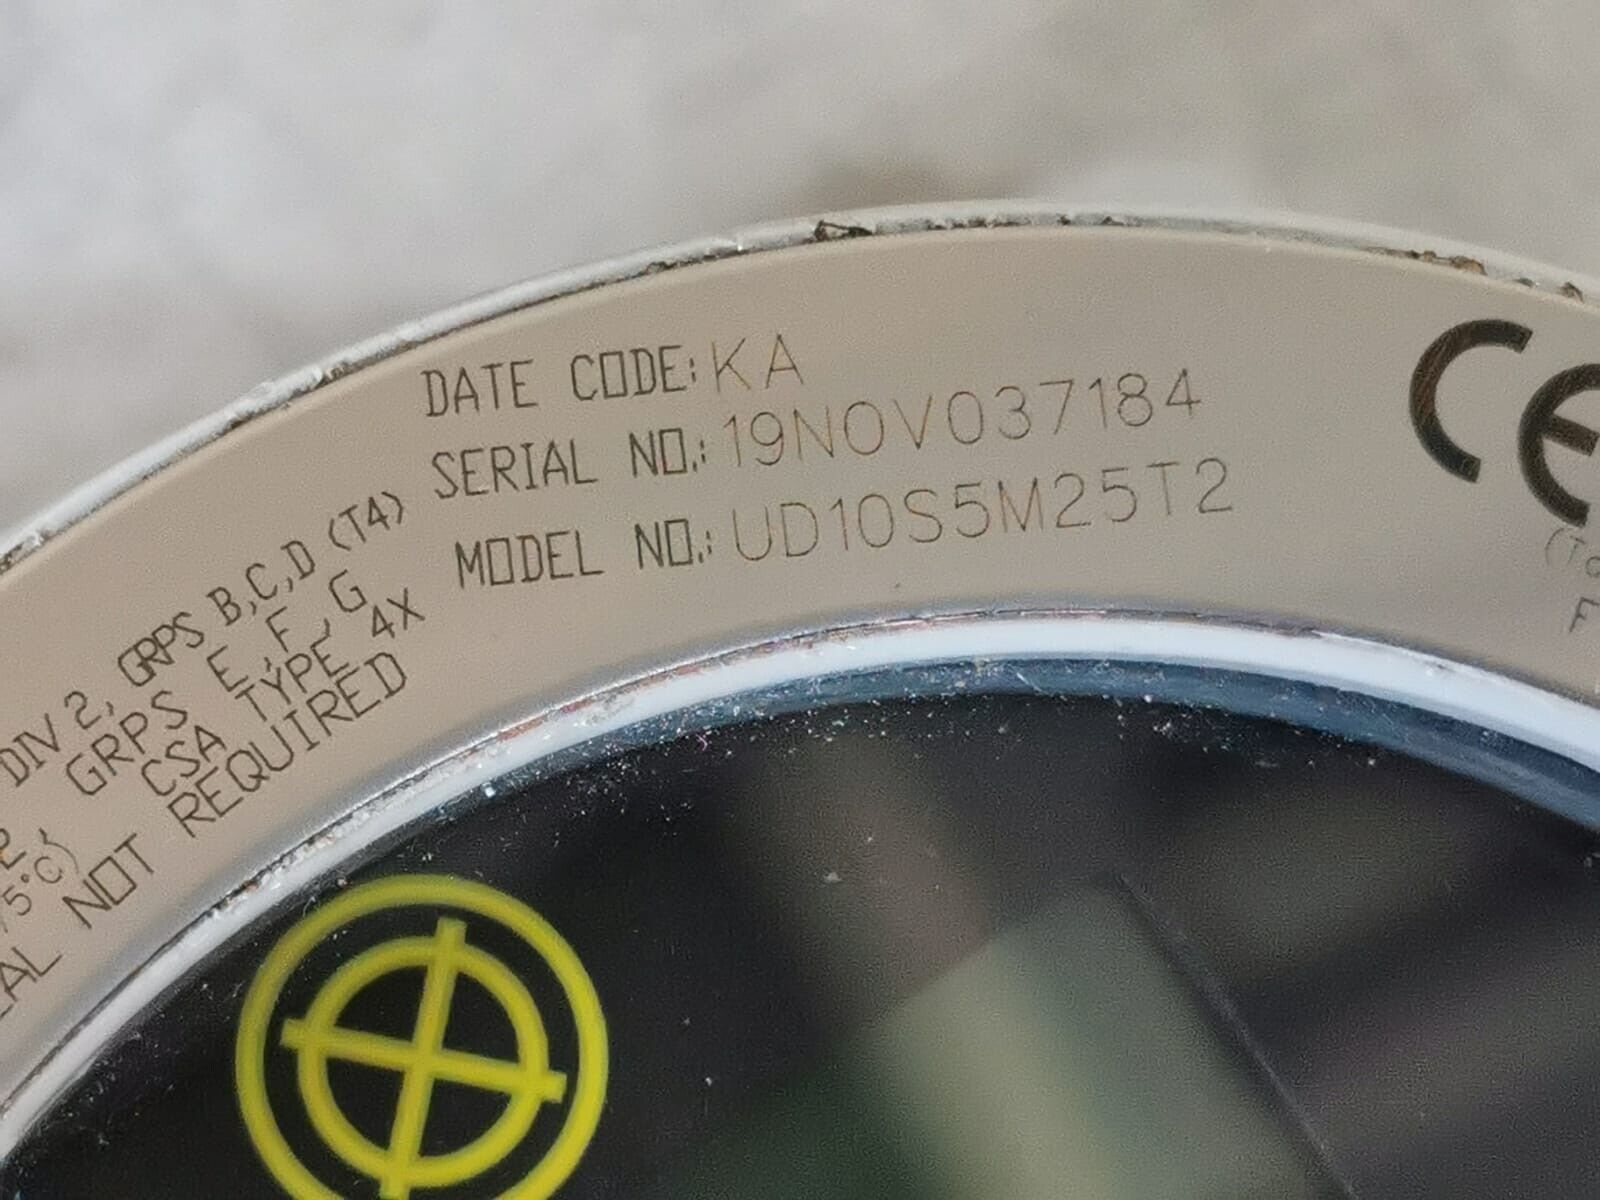 DATE CODE: KA
SERIAL NO.: 19NOV037184
MODEL NO.: UD10S5M25T2
DIV 2, GRPS B,C,D (T4)
GRPS E, F, G
CSA TYPE 4X
NOT REQUIRED
CE